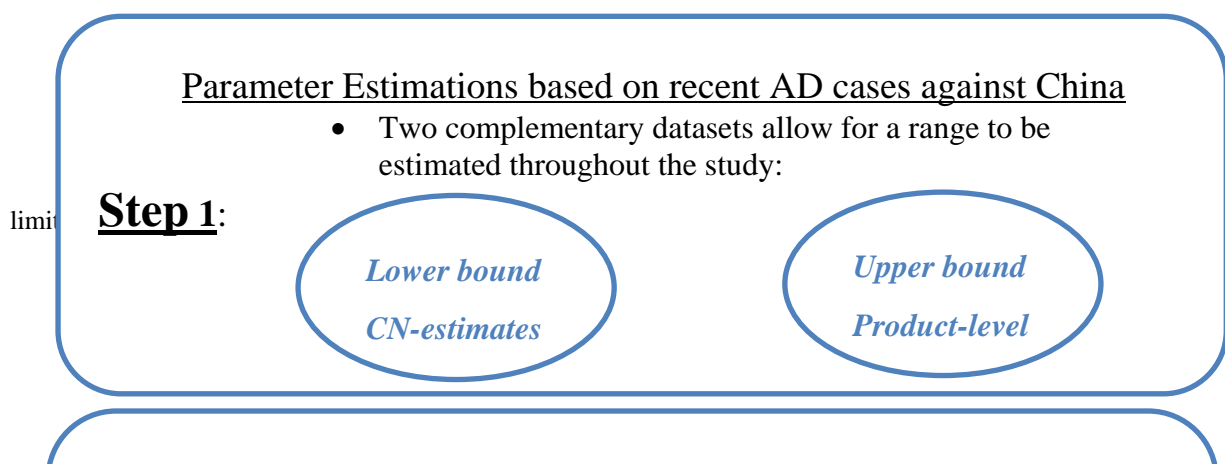 Parameter Estimations based on recent AD cases against China
• Two complementary datasets allow for a range to be
estimated throughout the study:
limit
Step 1:
Lower bound
CN-estimates
Upper bound
Product-level